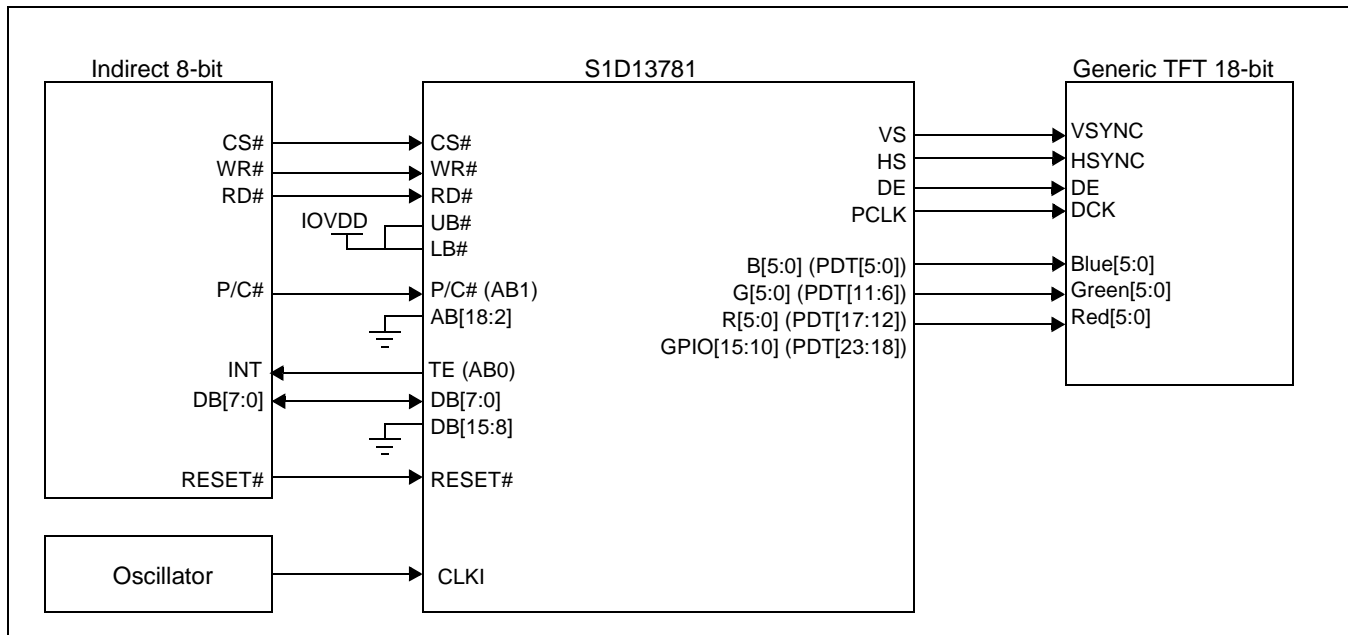 Indirect 8-bit
CS#
WR#
RD#
P/C#
INT
DB[7:0]
RESET#
Oscillator
IOVDD
S1D13781
CS#
WR#
RD#
UB#
LB#
P/C# (AB1)
AB[18:2]
TE (AB0)
DB[7:0]
DB[15:8]
RESET#
CLKI
VS
HS
DE
PCLK
B[5:0] (PDT[5:0])
G[5:0] (PDT[11:6])
R[5:0] (PDT[17:12])
GPIO[15:10] (PDT[23:18])
Generic TFT 18-bit
VSYNC
HSYNC
DE
DCK
Blue[5:0]
Green[5:0]
Red[5:0]